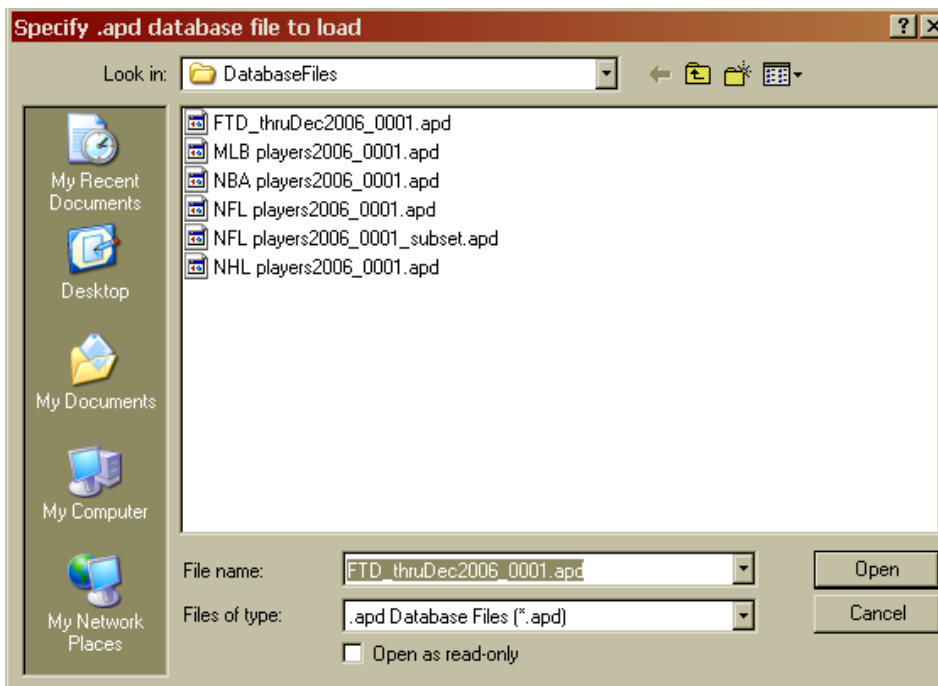 Specify .apd database file to load
Look in: DatabaseFiles
My Recent
Documents
Desktop
My Documents
My Computer
My Network
Places
FTD_thruDec2006_0001.apd
MLB players2006_0001.apd
NBA players2006_0001.apd
NFL players2006_0001.apd
NFL players2006_0001_subset.apd
NHL players2006_0001.apd
File name: FTD_thruDec2006_0001.apd Open
Files of type: .apd Database Files (*.apd) Cancel
Open as read-only